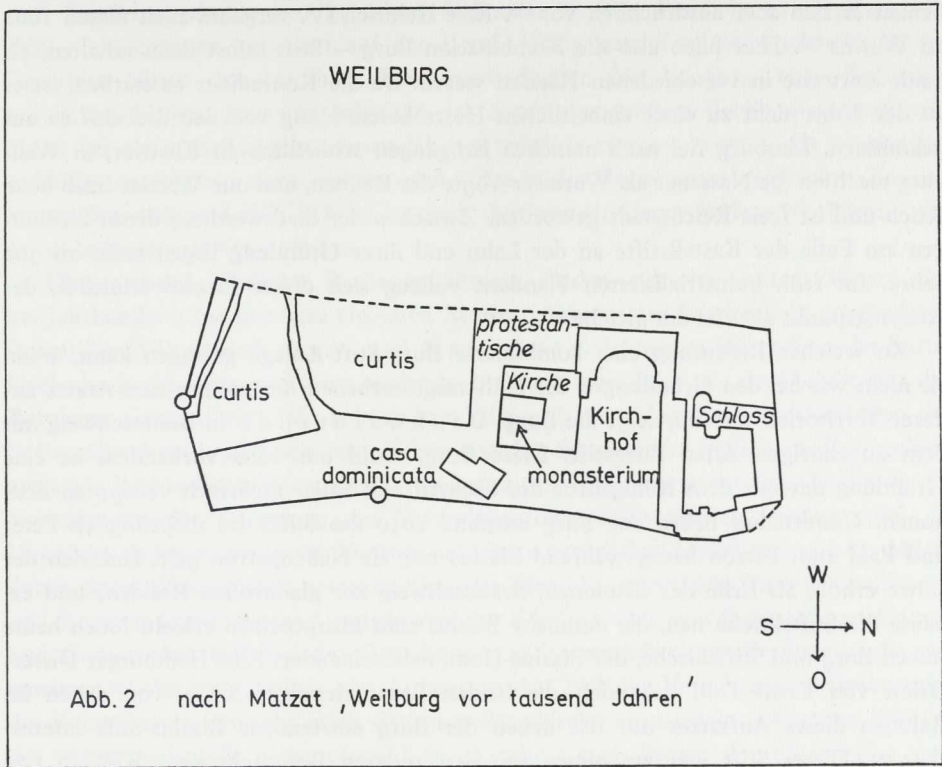 WEILBURG
protestan-
tische
Kirche
curtis
curtis
Kirch-
hof
Schloss
casa
dominicata
monasterium
W
S N
O
Abb.2 nach Matzat ‚Weilburg vor tausend Jahren'